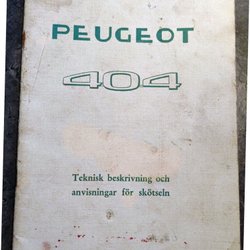 PEUGEOT
404
Teknisk beskrivning och
anvisningar för skötseln